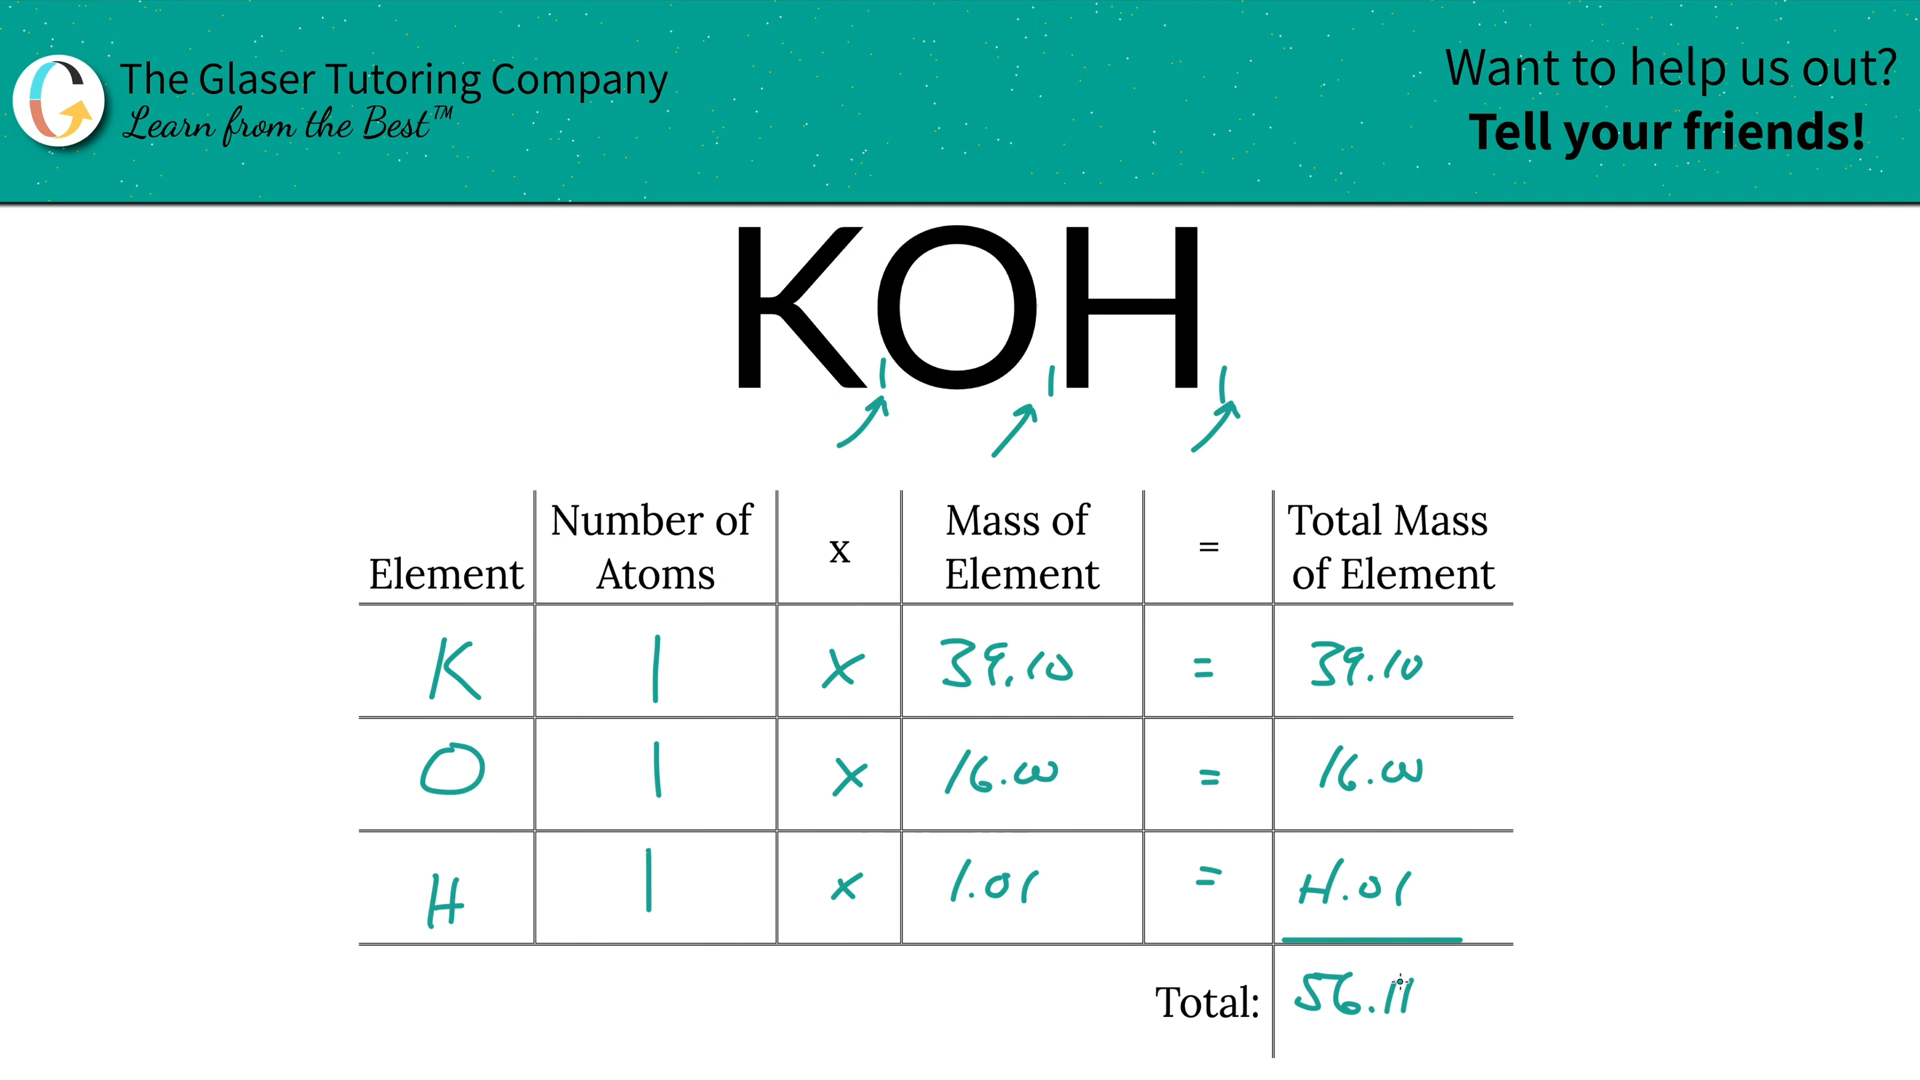 The Glaser Tutoring Company
Learn from the Best™
Want to help us out?
Tell your friends!
KOH
1 1 1
Element Number of Atoms x Mass of Element = Total Mass of Element
K 1 x 39.10 = 39.10
O 1 x 16.00 = 16.00
H 1 x 1.01 = +1.01
Total: 56.11